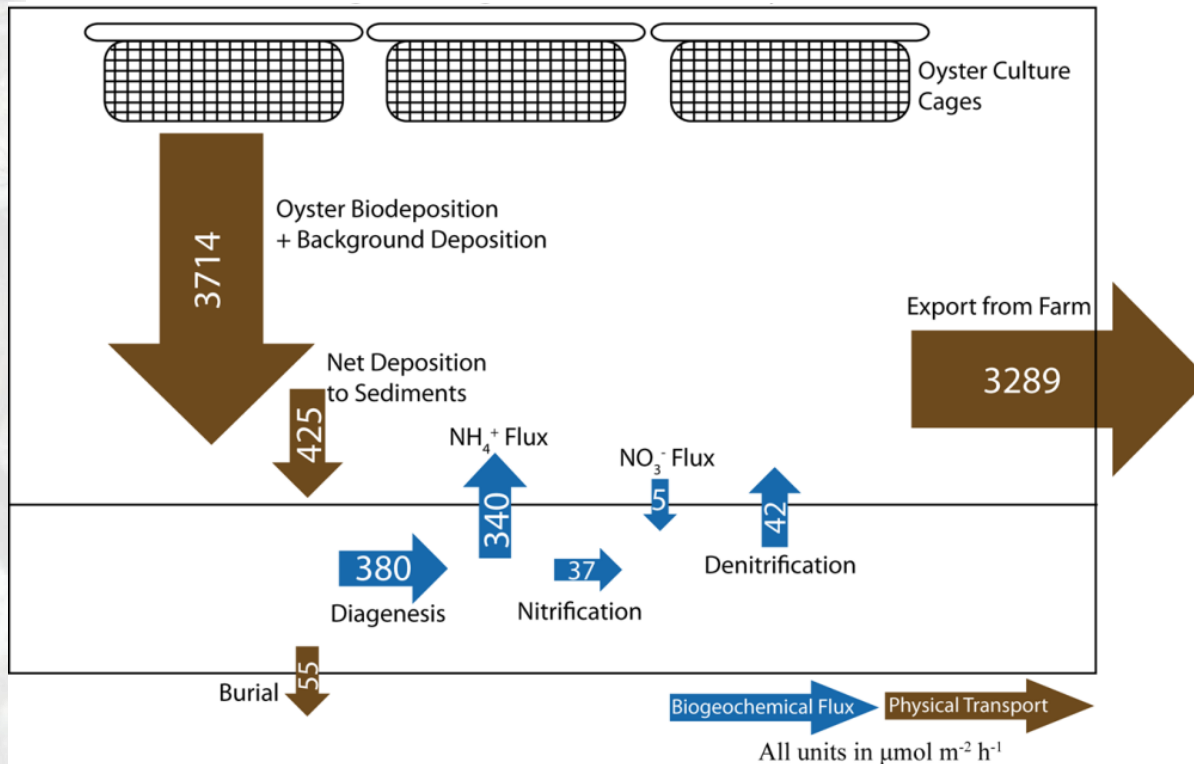 Oyster Culture
Cages
3714
Oyster Biodeposition
+ Background Deposition
Export from Farm
3289
Net Deposition
to Sediments
425
NH₄⁺ Flux
340
NO₃⁻ Flux
5
42
380
Diagenesis
37
Nitrification
Denitrification
Burial
55
Biogeochemical Flux
Physical Transport
All units in μmol m⁻² h⁻¹